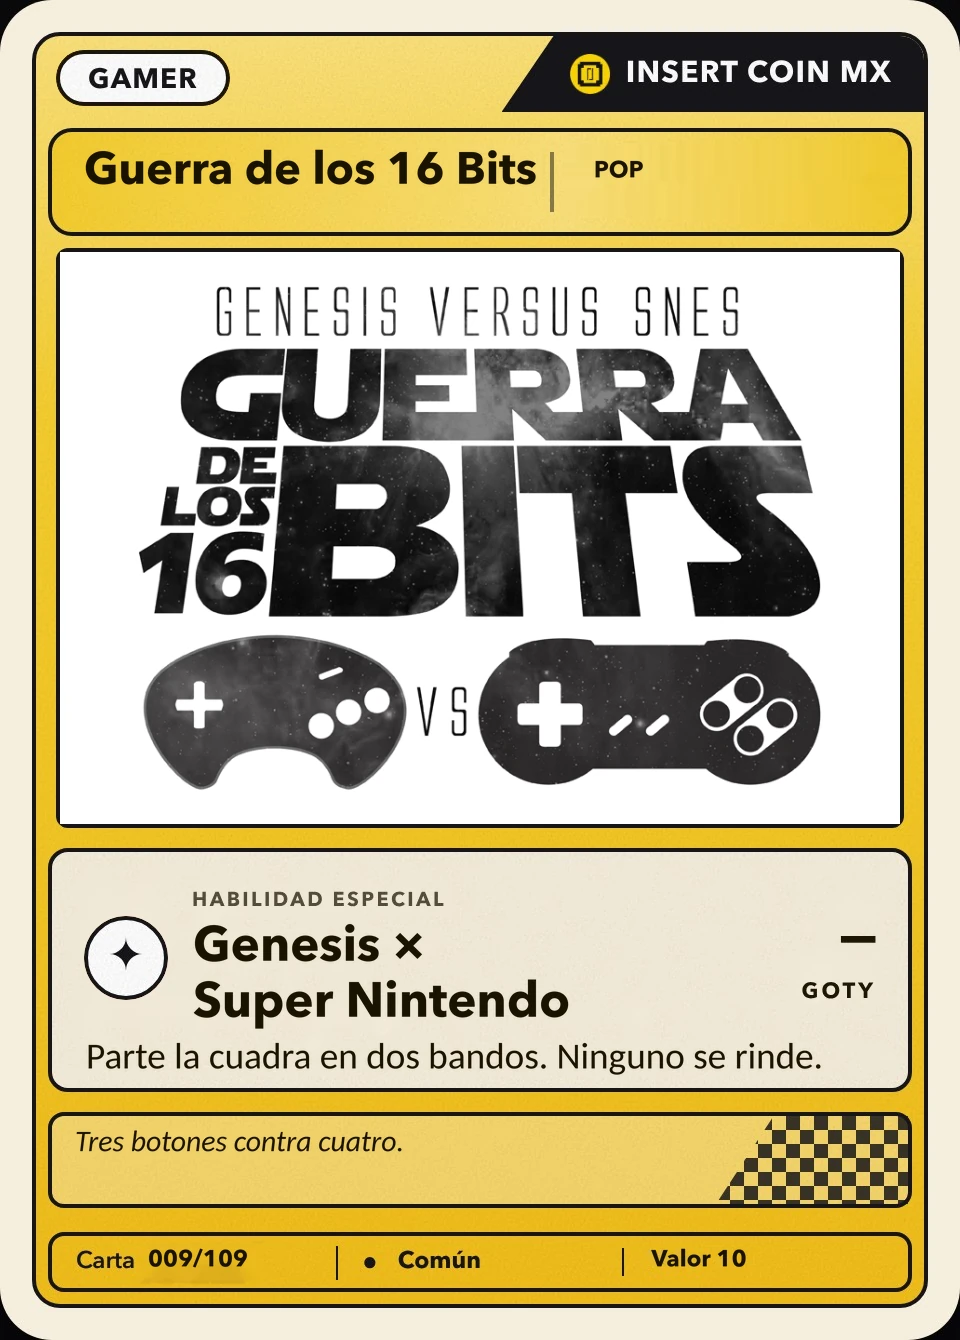 GAMER
INSERT COIN MX
Guerra de los 16 Bits
POP
GENESIS VERSUS SNES
GUERRA
DE
LOS
16
BITS
VS
HABILIDAD ESPECIAL
Genesis ×
Super Nintendo
—
GOTY
Parte la cuadra en dos bandos. Ninguno se rinde.
Tres botones contra cuatro.
Carta 009/109
• Común
Valor 10